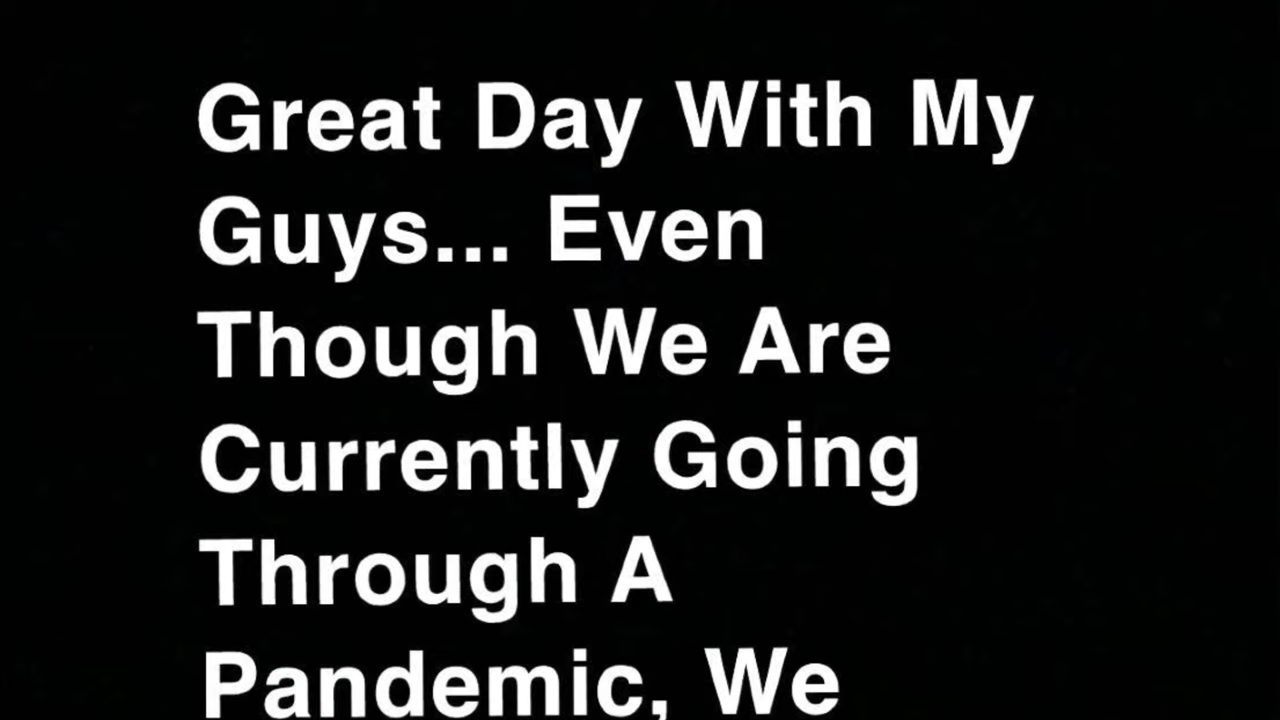 Great Day With My
Guys... Even
Though We Are
Currently Going
Through A
Pandemic, We